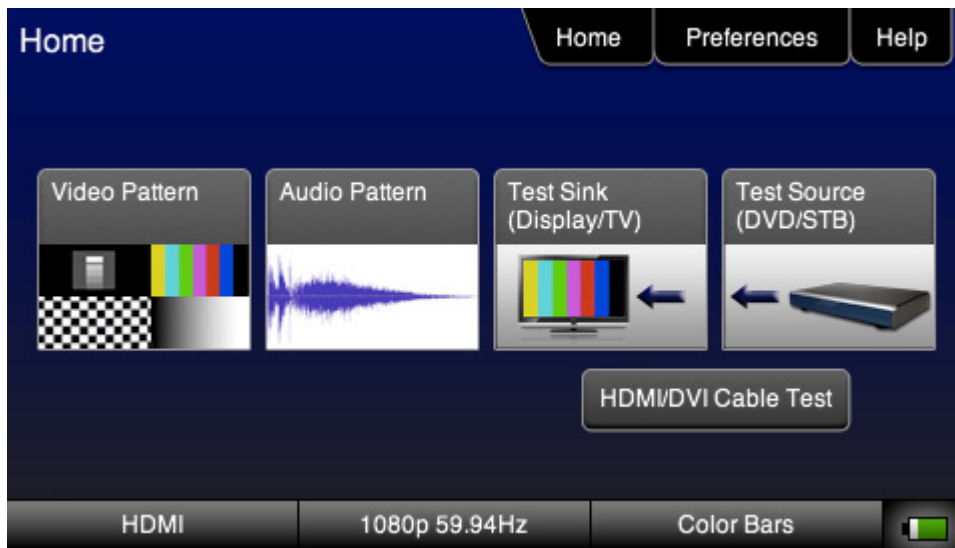 Home
Home
Preferences
Help
Video Pattern
Audio Pattern
Test Sink
(Display/TV)
Test Source
(DVD/STB)
HDMI/DVI Cable Test
HDMI
1080p 59.94Hz
Color Bars